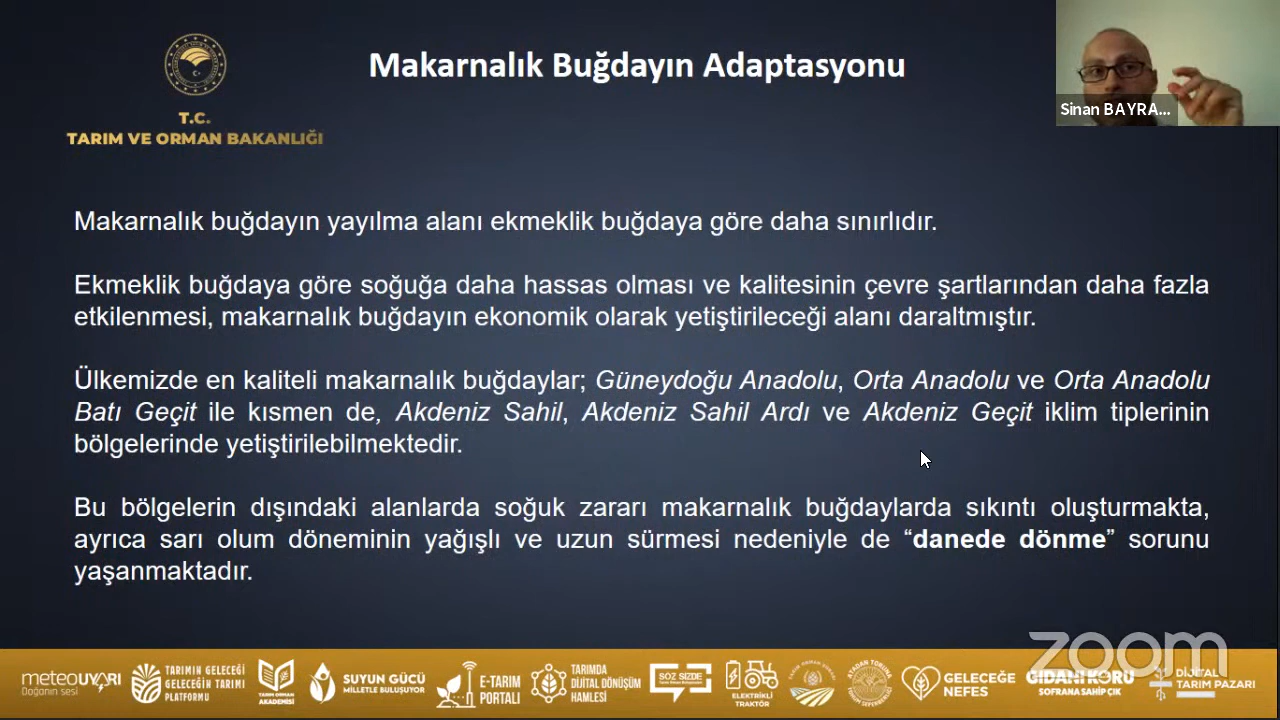 Makarnalık Buğdayın Adaptasyonu
T.C.
TARIM VE ORMAN BAKANLIĞI
Sinan BAYRA...
Makarnalık buğdayın yayılma alanı ekmeklik buğdaya göre daha sınırlıdır.
Ekmeklik buğdaya göre soğuğa daha hassas olması ve kalitesinin çevre şartlarından daha fazla
etkilenmesi, makarnalık buğdayın ekonomik olarak yetiştirileceği alanı daraltmıştır.
Ülkemizde en kaliteli makarnalık buğdaylar; Güneydoğu Anadolu, Orta Anadolu ve Orta Anadolu
Batı Geçit ile kısmen de, Akdeniz Sahil, Akdeniz Sahil Ardı ve Akdeniz Geçit iklim tiplerinin
bölgelerinde yetiştirilebilmektedir.
Bu bölgelerin dışındaki alanlarda soğuk zararı makarnalık buğdaylarda sıkıntı oluşturmakta,
ayrıca sarı olum döneminin yağışlı ve uzun sürmesi nedeniyle de “danede dönme” sorunu
yaşanmaktadır.
zoom
meteoUYARI
Doğanın sesi
TARIMIN GELECEĞİ
GELECEĞİN TARIMI
PLATFORMU
TARIM ORMAN
AKADEMİSİ
SUYUN GÜCÜ
MİLLETLE BULUŞUYOR
E-TARIM
PORTALI
TARIMDA
DİJİTAL DÖNÜŞÜM
HAMLESİ
SÖZ SİZDE
ELEKTRİKLİ
TRAKTÖR
GELECEĞE
NEFES
GIDANI KORU
SOFRANA SAHİP ÇIK
DİJİTAL
TARIM PAZARI